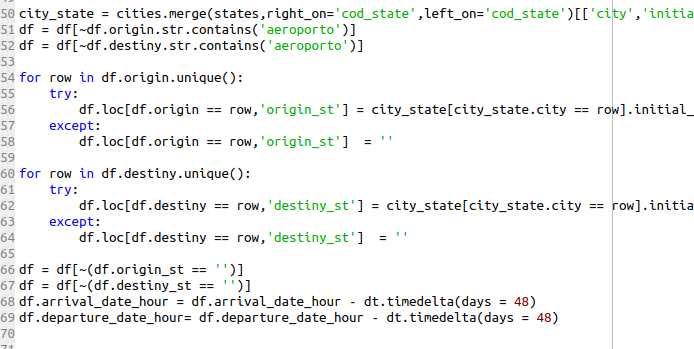 50 city_state = cities.merge(states,right_on='cod_state',left_on='cod_state')[['city','initia
51 df = df[~df.origin.str.contains('aeroporto')]
52 df = df[~df.destiny.str.contains('aeroporto')]
53
54 for row in df.origin.unique():
55     try:
56         df.loc[df.origin == row,'origin_st'] = city_state[city_state.city == row].initial_
57     except:
58         df.loc[df.origin == row,'origin_st']  = ''
59
60 for row in df.destiny.unique():
61     try:
62         df.loc[df.destiny == row,'destiny_st'] = city_state[city_state.city == row].initia
63     except:
64         df.loc[df.destiny == row,'destiny_st']  = ''
65
66 df = df[~(df.origin_st == '')]
67 df = df[~(df.destiny_st == '')]
68 df.arrival_date_hour = df.arrival_date_hour - dt.timedelta(days = 48)
69 df.departure_date_hour= df.departure_date_hour - dt.timedelta(days = 48)
70